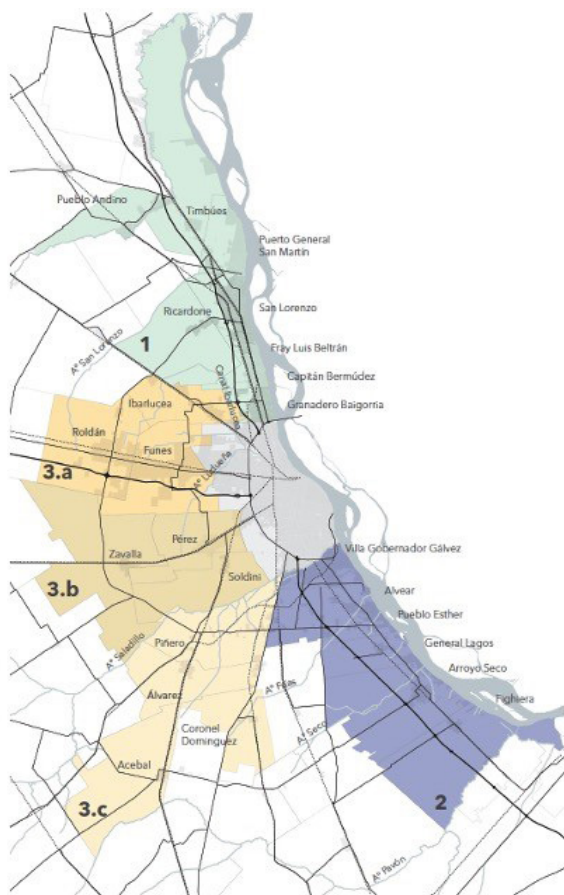 Pueblo Andino
Timbúes
Puerto General
San Martín
San Lorenzo
Ricardone
1
Aº San Lorenzo
Fray Luis Beltrán
Capitán Bermúdez
Canal Ibarlucea
Granadero Baigorria
Ibarlucea
Roldán
Funes
3.a
Aº Ludueña
Pérez
Zavalla
Villa Gobernador Gálvez
Soldini
3.b
Alvear
Pueblo Esther
Piñero
Aº Saladillo
General Lagos
Arroyo Seco
Álvarez
Aº Frías
Fighiera
Coronel
Domínguez
Aº Seco
Acebal
3.c
2
Aº Pavón